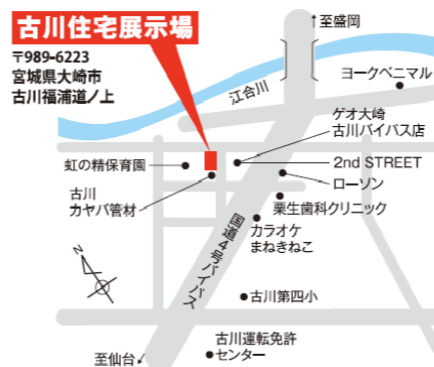 古川住宅展示場
〒989-6223
宮城県大崎市
古川福浦道ノ上
↑至盛岡
江合川
ヨークベニマル
ゲオ大崎
古川バイパス店
虹の精保育園
2nd STREET
ローソン
古川
カヤバ管材
栗生歯科クリニック
カラオケ
まねきねこ
国道4号バイパス
N
古川第四小
古川運転免許
センター
至仙台↙